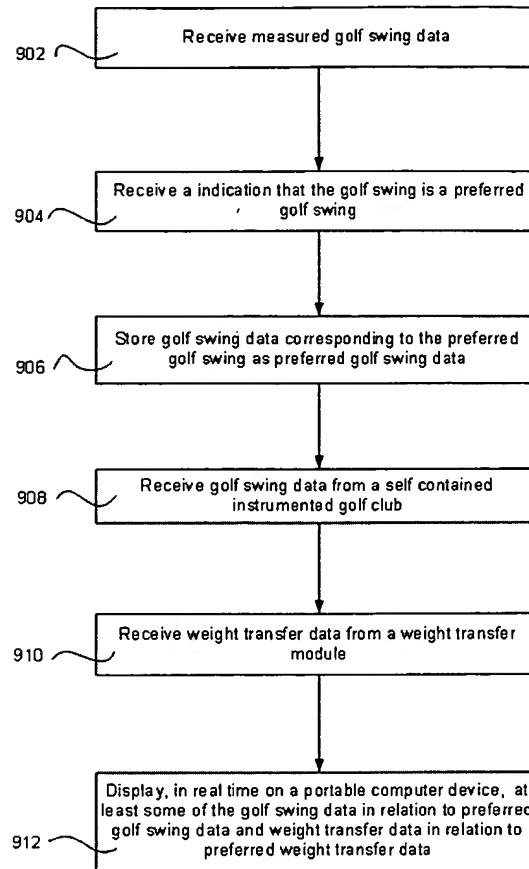 902
Receive measured golf swing data
904
Receive a indication that the golf swing is a preferred
golf swing
906
Store golf swing data corresponding to the preferred
golf swing as preferred golf swing data
908
Receive golf swing data from a self contained
instrumented golf club
910
Receive weight transfer data from a weight transfer
module
912
Display, in real time on a portable computer device, at
least some of the golf swing data in relation to preferred
golf swing data and weight transfer data in relation to
preferred weight transfer data